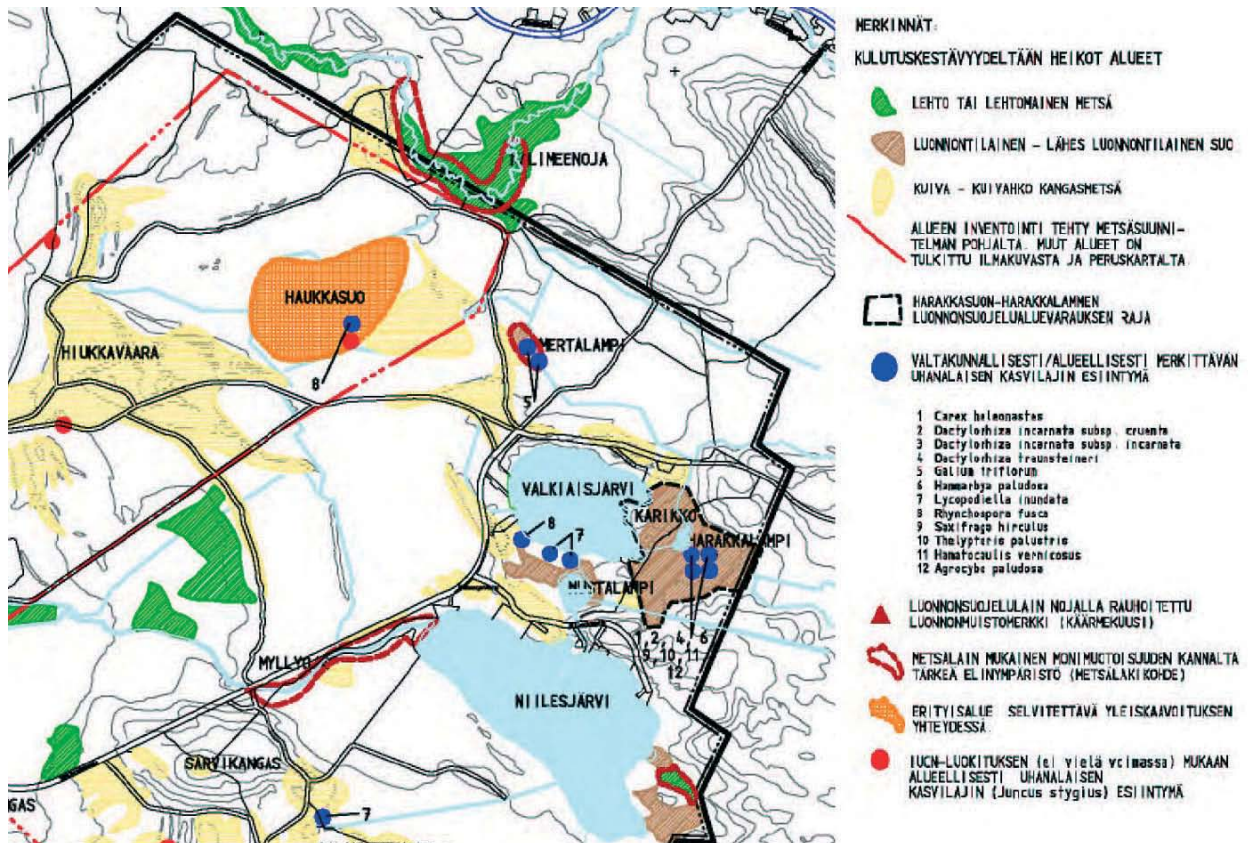 KALIMEENOJA
HAUKKASUO
HIUKKAVAARA
8
MERTALAMPI
5
VALKIAISJÄRVI
KARIKKO
8
7
HARAKKALAMPI
1, 2, 4, 6
9, 10, 11
12
MYLLYO
NIILESJÄRVI
SARVIKANGAS
GAS
7
MERKINNÄT:
KULUTUSKESTÄVYYDELTÄÄN HEIKOT ALUEET
LEHTO TAI LEHTOMAINEN METSÄ
LUONNONTILAINEN - LÄHES LUONNONTILAINEN SUO
KUIVA - KUIVAHKO KANGASMETSÄ
ALUEEN INVENTOINTI TEHTY METSÄSUUNNI-
TELMAN POHJALTA. MUUT ALUEET ON
TULKITTU ILMAKUVASTA JA PERUSKARTALTA
HARAKKASUON-HARAKKALAMMEN
LUONNONSUOJELUALUEVARAUKSEN RAJA
VALTAKUNNALLISESTI/ALUEELLISESTI MERKITTÄVÄN
UHANALAISEN KASVILAJIN ESIINTYMÄ
1 Carex heleonastes
2 Dactylorhiza incarnata subsp. cruenta
3 Dactylorhiza incarnata subsp. incarnata
4 Dactylorhiza traunsteineri
5 Galium triflorum
6 Hammarbya paludosa
7 Lycopodiella inundata
8 Rhynchospora fusca
9 Saxifraga hirculus
10 Thelypteris palustris
11 Hamatocaulis vernicosus
12 Agrocybe paludosa
LUONNONSUOJELULAIN NOJALLA RAUHOITETTU
LUONNONMUISTOMERKKI (KÄÄRMEKUUSI)
METSÄLAIN MUKAINEN MONIMUOTOISUUDEN KANNALTA
TÄRKEÄ ELINYMPÄRISTÖ (METSÄLAKIKOHDE)
ERITYISALUE SELVITETTÄVÄ YLEISKAAVOITUKSEN
YHTEYDESSÄ
IUCN-LUOKITUKSEN (ei vielä voimassa) MUKAAN
ALUEELLISESTI UHANALAISEN
KASVILAJIN (Juncus stygius) ESIINTYMÄ